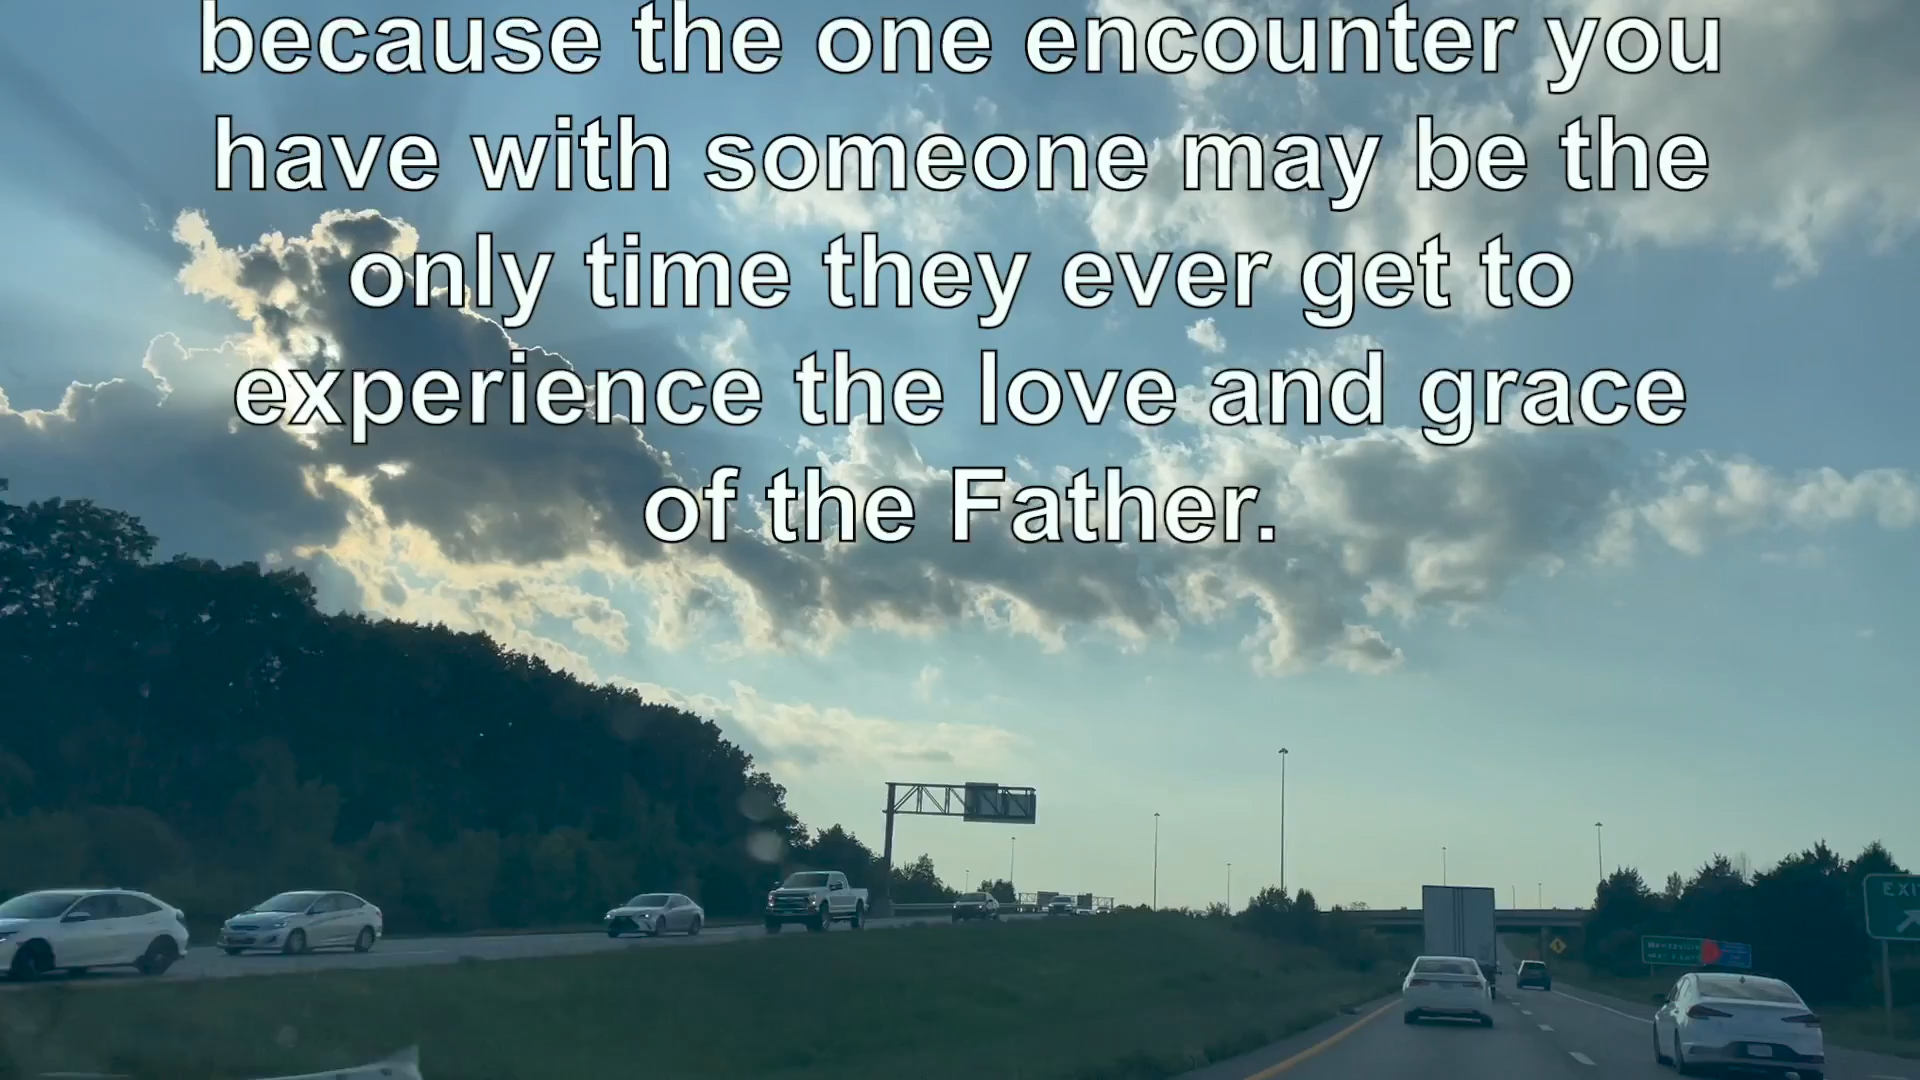 because the one encounter you
have with someone may be the
only time they ever get to
experience the love and grace
of the Father.
EXIT